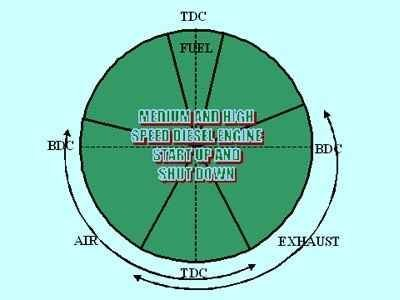 TDC
FUEL
MEDIUM AND HIGH
SPEED DIESEL ENGINE
START UP AND
SHUT DOWN
BDC
BDC
AIR
EXHAUST
TDC